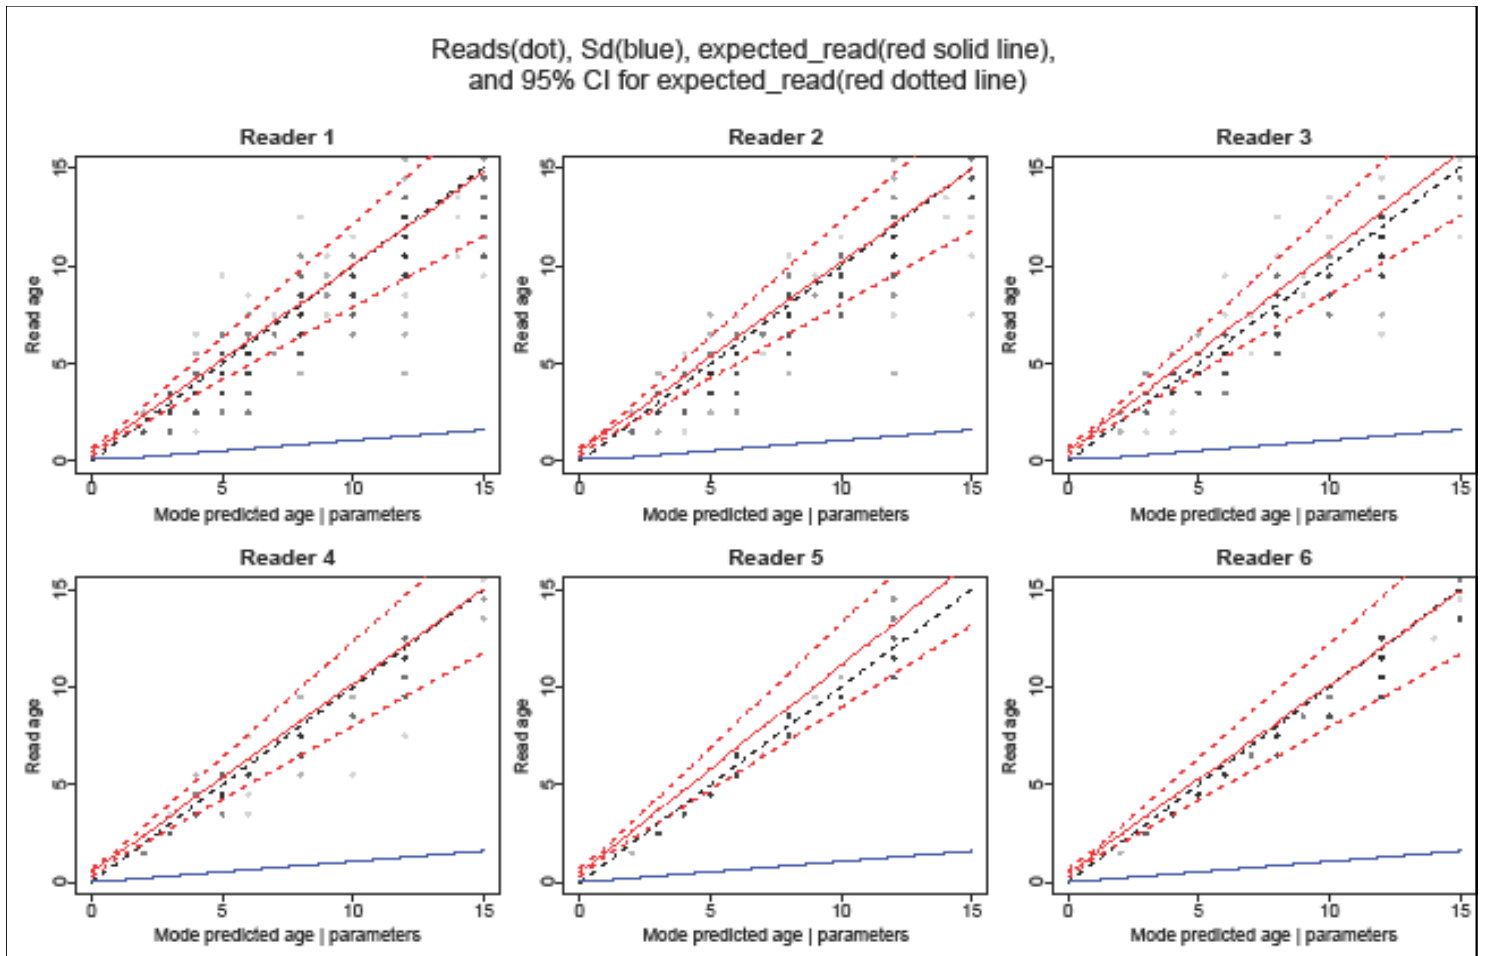 Reads(dot), Sd(blue), expected_read(red solid line),
and 95% CI for expected_read(red dotted line)
Reader 1
Reader 2
Reader 3
15
10
5
0
Read age
15
10
5
0
Read age
15
10
5
0
Read age
0 5 10 15
0 5 10 15
0 5 10 15
Mode predicted age | parameters
Mode predicted age | parameters
Mode predicted age | parameters
Reader 4
Reader 5
Reader 6
15
10
5
0
Read age
15
10
5
0
Read age
15
10
5
0
Read age
0 5 10 15
0 5 10 15
0 5 10 15
Mode predicted age | parameters
Mode predicted age | parameters
Mode predicted age | parameters